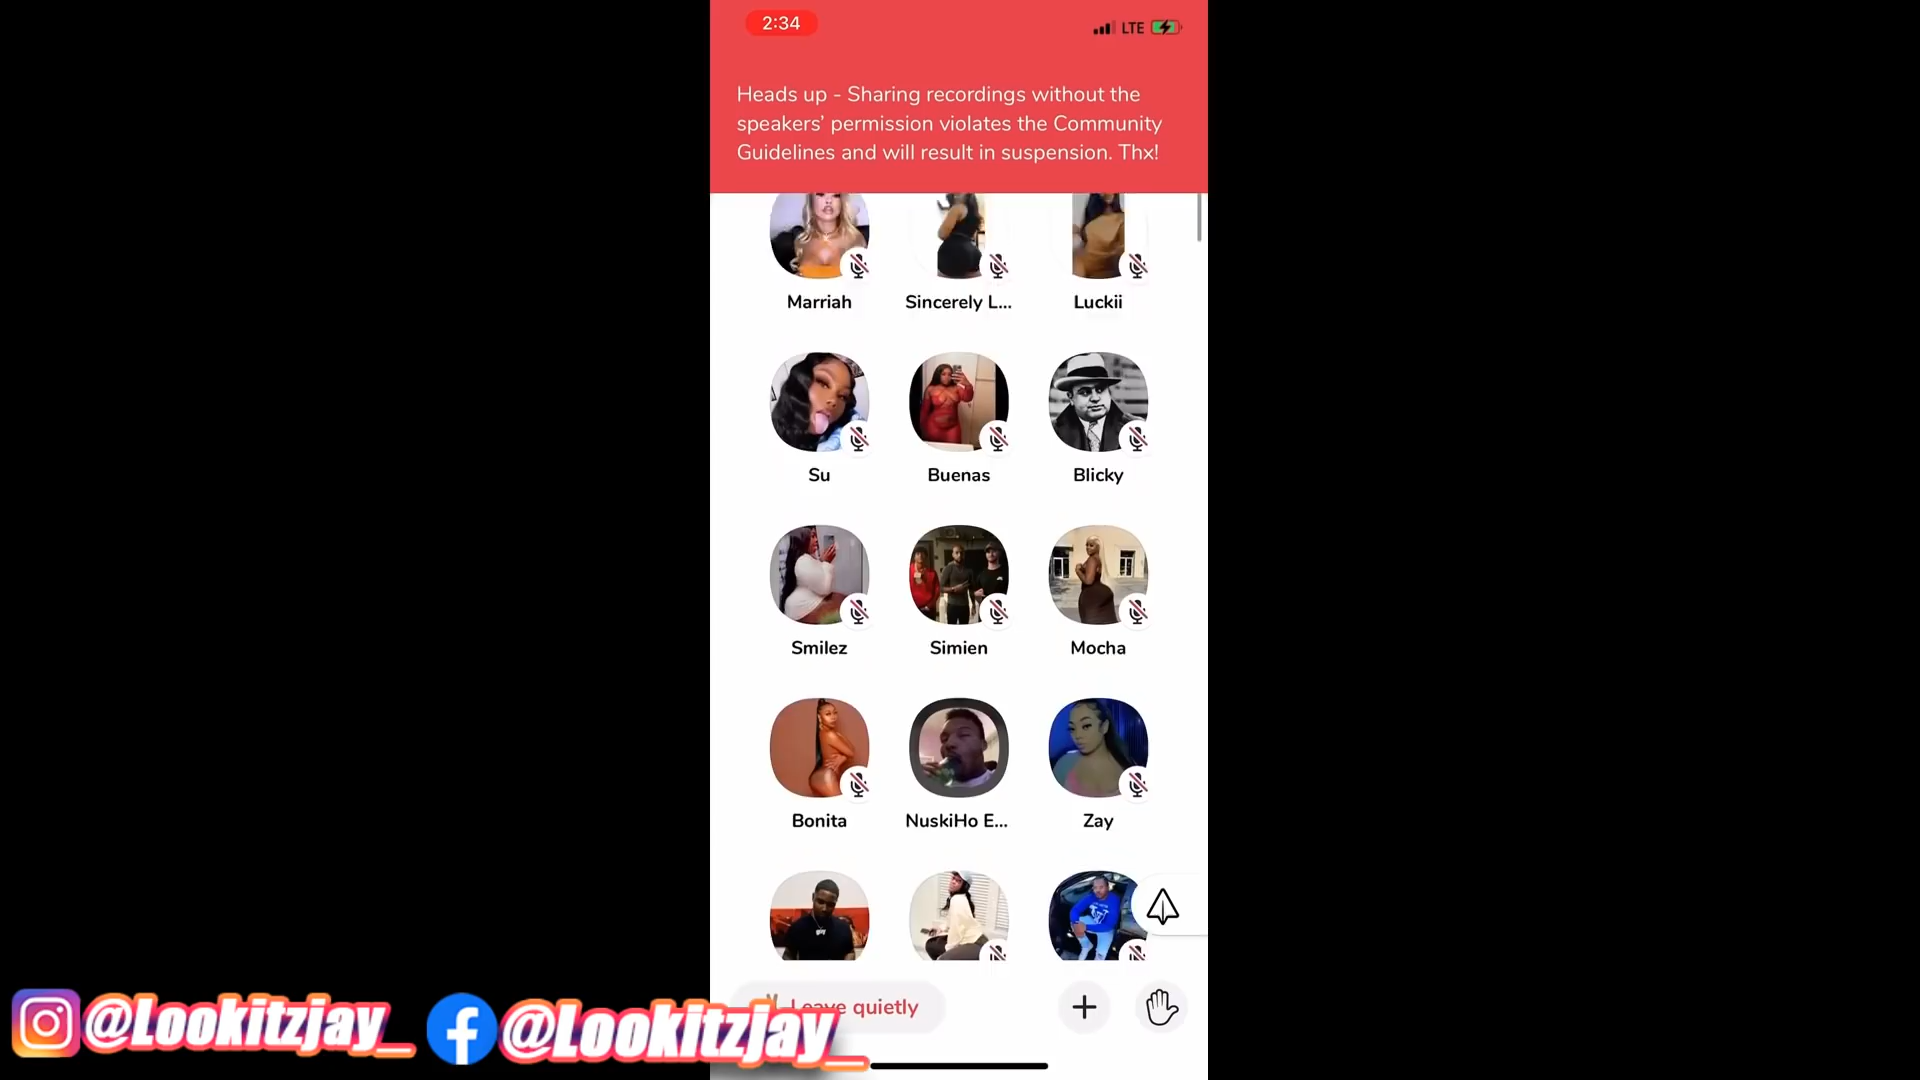 2:34
LTE
Heads up - Sharing recordings without the
speakers’ permission violates the Community
Guidelines and will result in suspension. Thx!
Marriah
Sincerely L...
Luckii
Su
Buenas
Blicky
Smilez
Simien
Mocha
Bonita
NuskiHo E...
Zay
Leave quietly
@Lookitzjay_
@Lookitzjay_